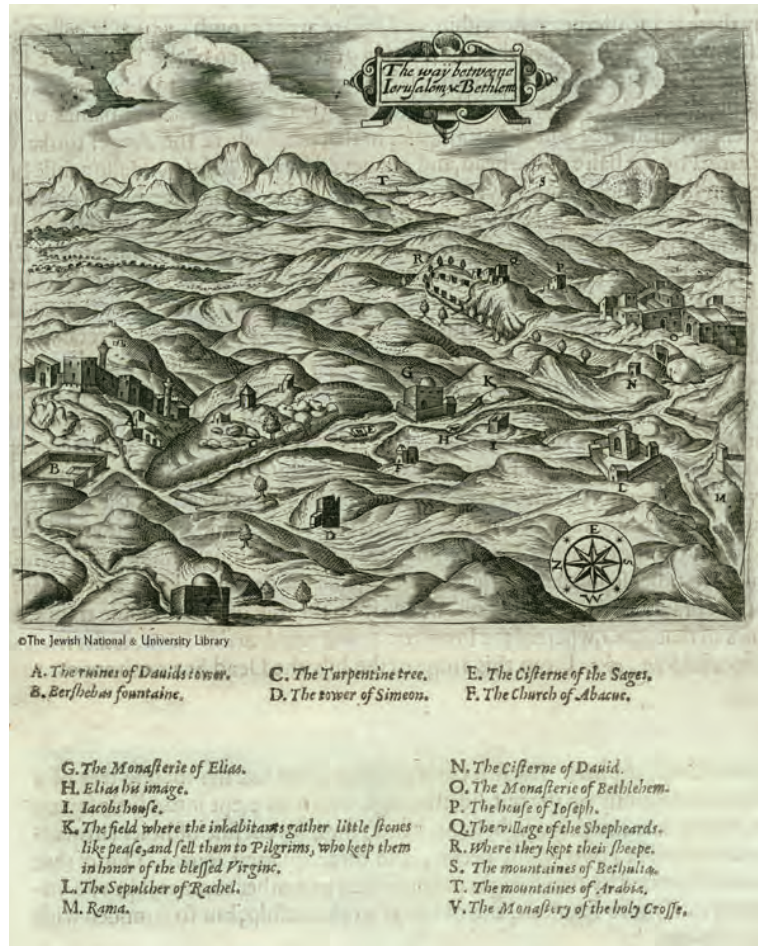 The way betweene
Ierusalom & Bethlem
T
S
R
Q
P
O
G
K
N
A
C
E
H
I
F
B
L
M
D
E
N
S
W
©The Jewish National & University Library
A. The ruines of Dauids tower.
B. Bershebas fountaine.
C. The Turpentine tree.
D. The tower of Simeon.
E. The Cisterne of the Sages.
F. The Church of Abacuc.
G. The Monasterie of Elias.
H. Elias his image.
I. Iacobs house.
K. The field where the inhabitants gather little stones
like pease, and sell them to Pilgrims, who keep them
in honor of the blessed Virgine.
L. The Sepulcher of Rachel.
M. Rama.
N. The Cisterne of Dauid.
O. The Monasterie of Bethlehem.
P. The house of Ioseph.
Q. The village of the Shepheards.
R. Where they kept their sheepe.
S. The mountaines of Bethulia.
T. The mountaines of Arabia.
V. The Monastery of the holy Crosse.